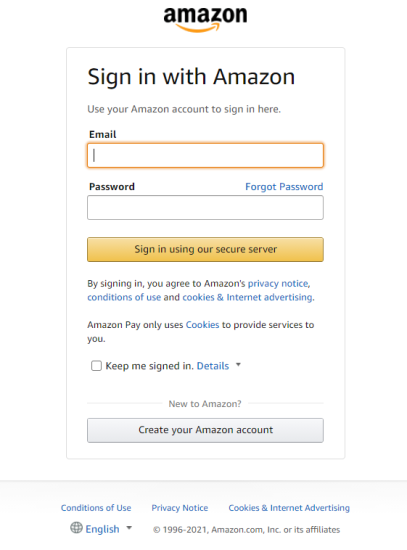 amazon
Sign in with Amazon
Use your Amazon account to sign in here.
Email
Password Forgot Password
Sign in using our secure server
By signing in, you agree to Amazon's privacy notice,
conditions of use and cookies & Internet advertising.
Amazon Pay only uses Cookies to provide services to
you.
Keep me signed in. Details
New to Amazon?
Create your Amazon account
Conditions of Use Privacy Notice Cookies & Internet Advertising
English © 1996-2021, Amazon.com, Inc. or its affiliates